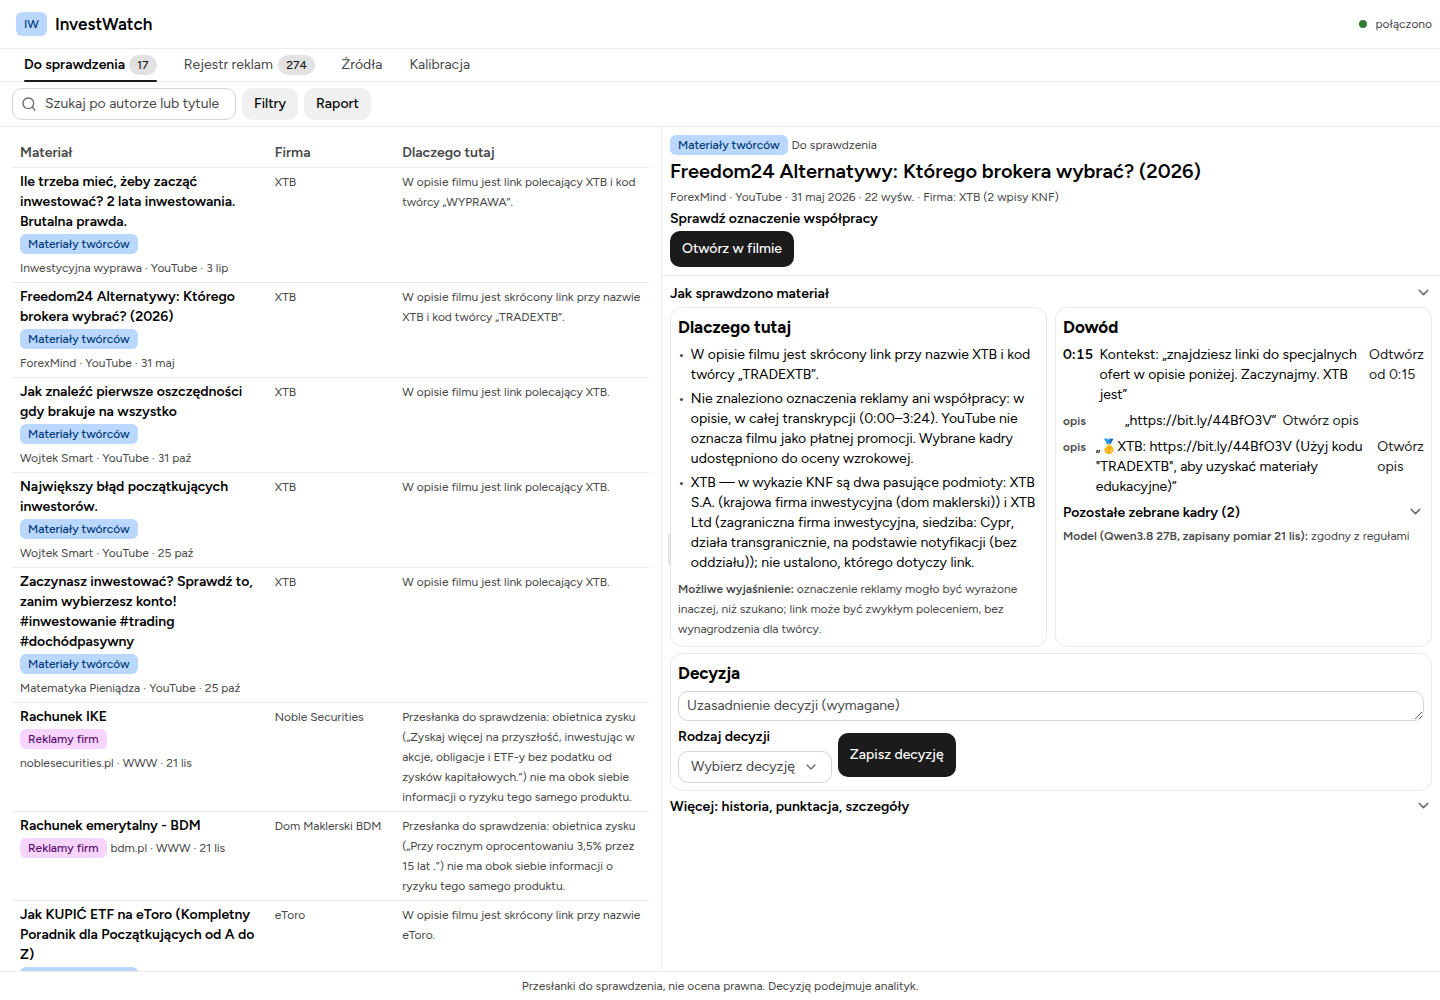 IW InvestWatch
połączono
Do sprawdzenia 17
Rejestr reklam 274
Źródła
Kalibracja
Szukaj po autorze lub tytule
Filtry
Raport
Materiał
Firma
Dlaczego tutaj
Ile trzeba mieć, żeby zacząć
inwestować? 2 lata inwestowania.
Brutalna prawda.
Materiały twórców
Inwestycyjna wyprawa · YouTube · 3 lip
XTB
W opisie filmu jest link polecający XTB i kod
twórcy „WYPRAWA”.
Freedom24 Alternatywy: Którego
brokera wybrać? (2026)
Materiały twórców
ForexMind · YouTube · 31 maj
XTB
W opisie filmu jest skrócony link przy nazwie
XTB i kod twórcy „TRADEXTB”.
Jak znaleźć pierwsze oszczędności
gdy brakuje na wszystko
Materiały twórców
Wojtek Smart · YouTube · 31 paź
XTB
W opisie filmu jest link polecający XTB.
Największy błąd początkujących
inwestorów.
Materiały twórców
Wojtek Smart · YouTube · 25 paź
XTB
W opisie filmu jest link polecający XTB.
Zaczynasz inwestować? Sprawdź to,
zanim wybierzesz konto!
#inwestowanie #trading
#dochódpasywny
Materiały twórców
Matematyka Pieniądza · YouTube · 25 paź
XTB
W opisie filmu jest link polecający XTB.
Rachunek IKE
Reklamy firm
noblesecurities.pl · WWW · 21 lis
Noble Securities
Przesłanka do sprawdzenia: obietnica zysku
(„Zyskaj więcej na przyszłość, inwestując w
akcje, obligacje i ETF-y bez podatku od
zysków kapitałowych.”) nie ma obok siebie
informacji o ryzyku tego samego produktu.
Rachunek emerytalny - BDM
Reklamy firm bdm.pl · WWW · 21 lis
Dom Maklerski BDM
Przesłanka do sprawdzenia: obietnica zysku
(„Przy rocznym oprocentowaniu 3,5% przez
15 lat .”) nie ma obok siebie informacji o
ryzyku tego samego produktu.
Jak KUPIĆ ETF na eToro (Kompletny
Poradnik dla Początkujących od A do
Z)
eToro
W opisie filmu jest skrócony link przy nazwie
eToro.
Materiały twórców Do sprawdzenia
Freedom24 Alternatywy: Którego brokera wybrać? (2026)
ForexMind · YouTube · 31 maj 2026 · 22 wyśw. · Firma: XTB (2 wpisy KNF)
Sprawdź oznaczenie współpracy
Otwórz w filmie
Jak sprawdzono materiał
Dlaczego tutaj
• W opisie filmu jest skrócony link przy nazwie XTB i kod
twórcy „TRADEXTB”.
• Nie znaleziono oznaczenia reklamy ani współpracy: w
opisie, w całej transkrypcji (0:00–3:24). YouTube nie
oznacza filmu jako płatnej promocji. Wybrane kadry
udostępniono do oceny wzrokowej.
• XTB — w wykazie KNF są dwa pasujące podmioty: XTB
S.A. (krajowa firma inwestycyjna (dom maklerski)) i XTB
Ltd (zagraniczna firma inwestycyjna, siedziba: Cypr,
działa transgranicznie, na podstawie notyfikacji (bez
oddziału)); nie ustalono, którego dotyczy link.
Możliwe wyjaśnienie: oznaczenie reklamy mogło być wyrażone
inaczej, niż szukano; link może być zwykłym poleceniem, bez
wynagrodzenia dla twórcy.
Dowód
0:15 Kontekst: „znajdziesz linki do specjalnych
ofert w opisie poniżej. Zaczynajmy. XTB
jest”
Odtwórz
od 0:15
opis „https://bit.ly/44BfO3V” Otwórz opis
opis „🥇XTB: https://bit.ly/44BfO3V (Użyj kodu
"TRADEXTB", aby uzyskać materiały
edukacyjne)”
Otwórz
opis
Pozostałe zebrane kadry (2)
Model (Qwen3.8 27B, zapisany pomiar 21 lis): zgodny z regułami
Decyzja
Uzasadnienie decyzji (wymagane)
Rodzaj decyzji
Wybierz decyzję
Zapisz decyzję
Więcej: historia, punktacja, szczegóły
Przesłanki do sprawdzenia, nie ocena prawna. Decyzję podejmuje analityk.